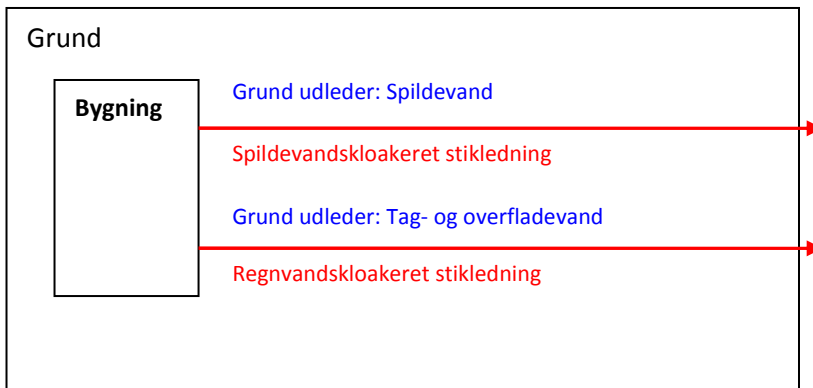 Grund
Bygning
Grund udleder: Spildevand
Spildevandskloakeret stikledning
Grund udleder: Tag- og overfladevand
Regnvandskloakeret stikledning